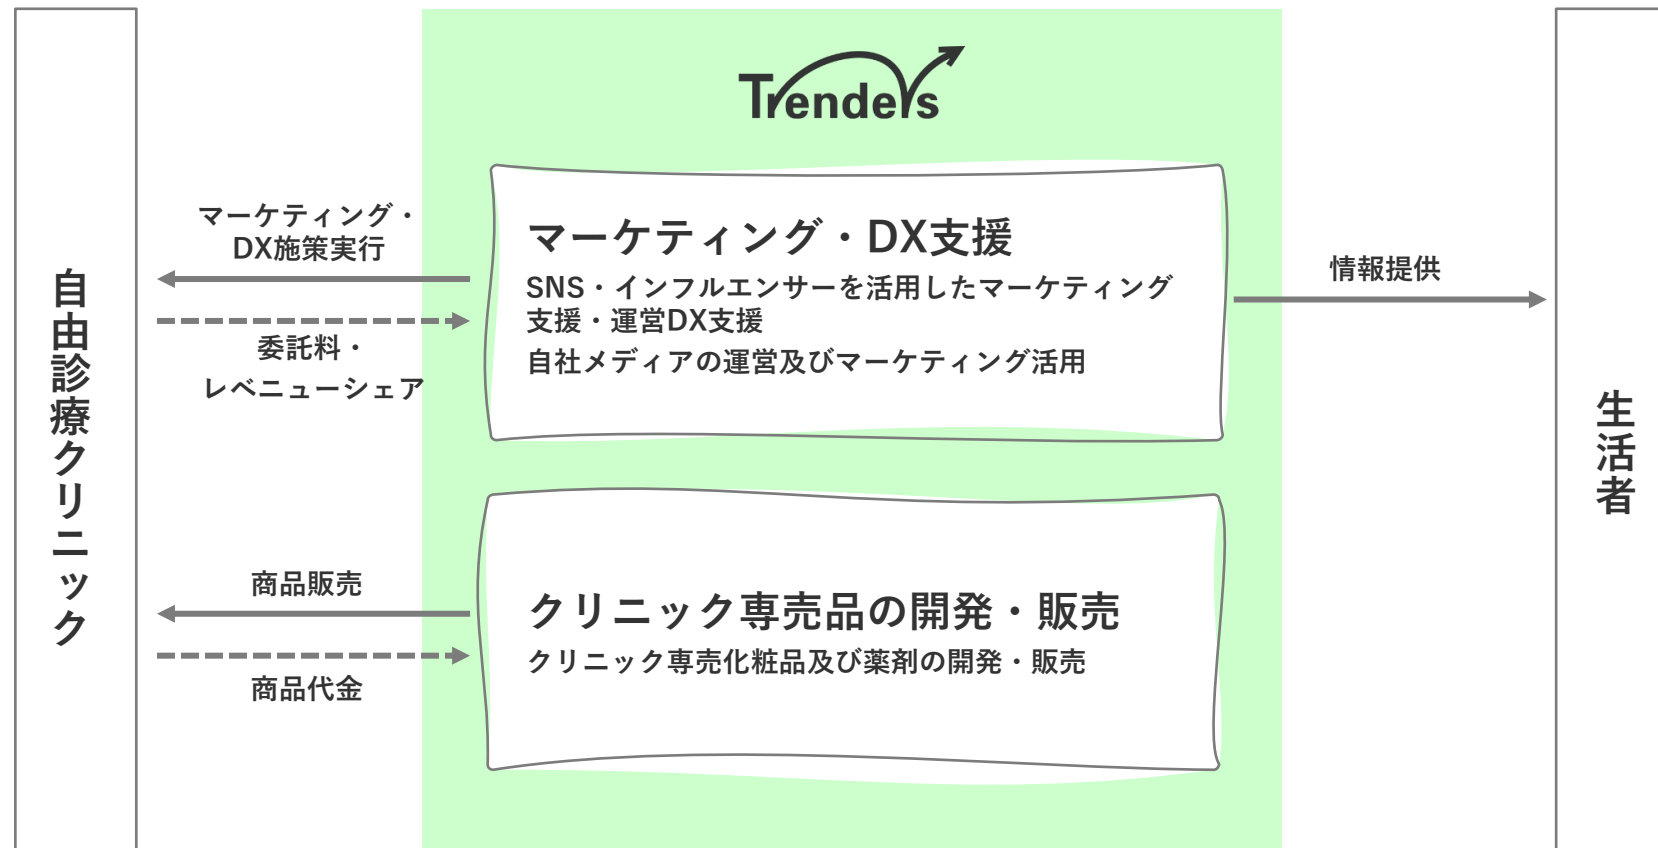 自由診療クリニック
マーケティング・
DX施策実行
委託料・
レベニューシェア
商品販売
商品代金
Trenders
マーケティング・DX支援
SNS・インフルエンサーを活用したマーケティング
支援・運営DX支援
自社メディアの運営及びマーケティング活用
クリニック専売品の開発・販売
クリニック専売化粧品及び薬剤の開発・販売
情報提供
生活者